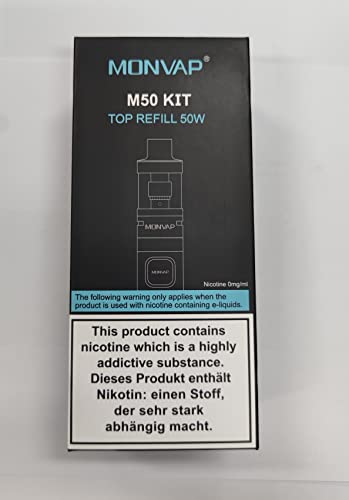 MONVAP®
M50 KIT
TOP REFILL 50W
MONVAP
MONVAP
Nicotine 0mg/ml
The following warning only applies when the
product is used with nicotine containing e-liquids.
This product contains
nicotine which is a highly
addictive substance.
Dieses Produkt enthält
Nikotin: einen Stoff,
der sehr stark
abhängig macht.